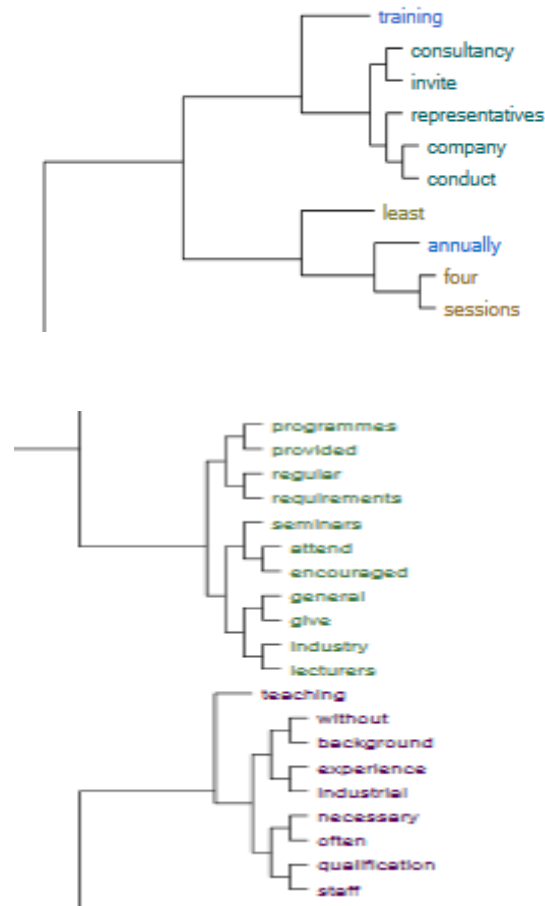 training
consultancy
invite
representatives
company
conduct
least
annually
four
sessions
programmes
provided
regular
requirements
seminars
attend
encouraged
general
give
industry
lecturers
teaching
without
background
experience
industrial
necessary
often
qualification
staff